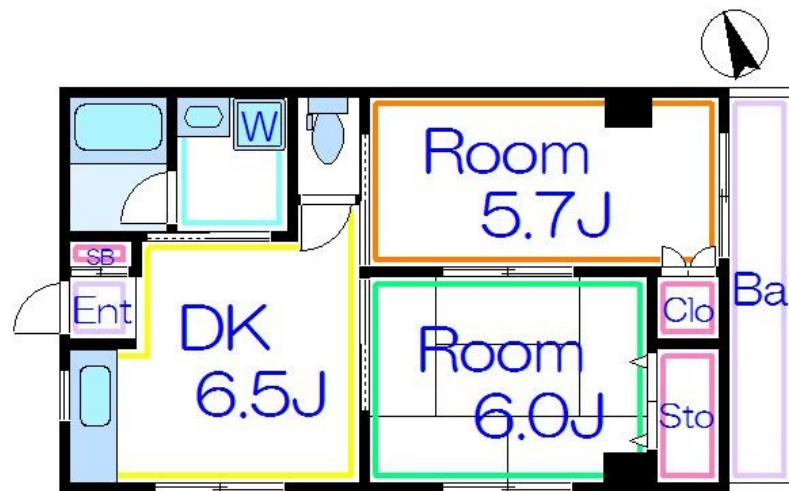 W
Room
5.7J
SB
Ent
DK
6.5J
Room
6.0J
Clo
Sto
Ba